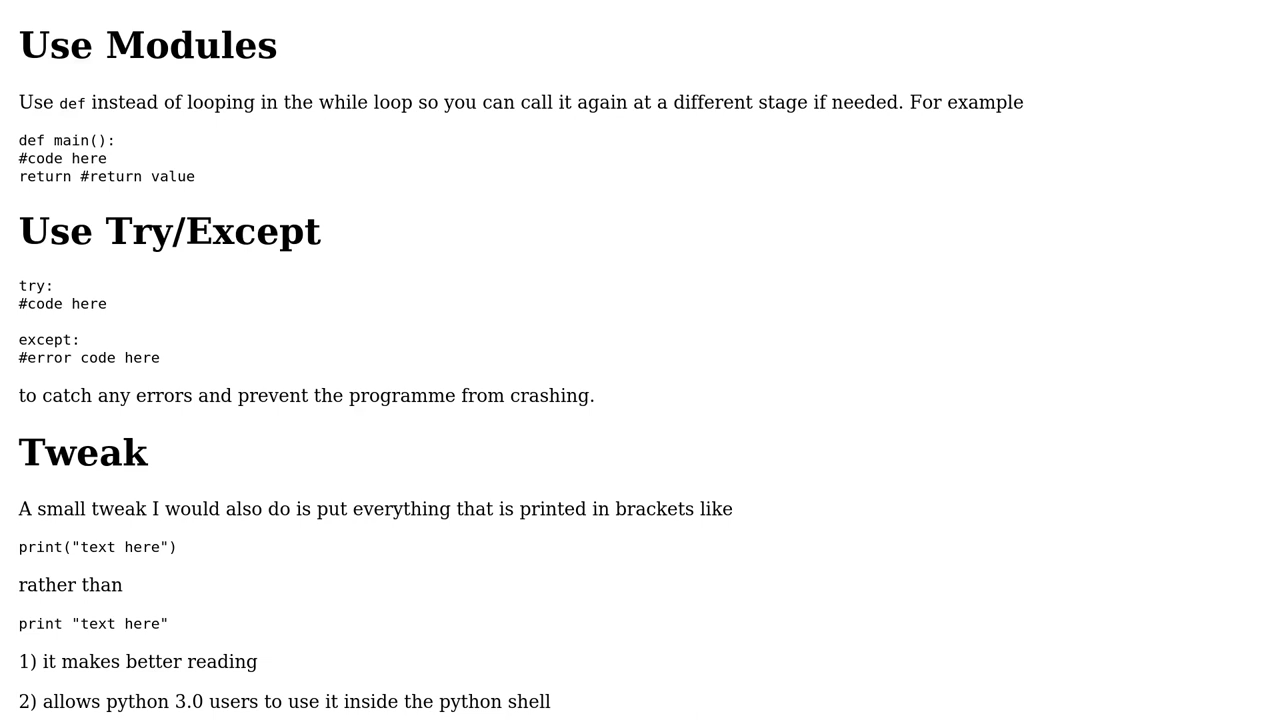 Use Modules
Use def instead of looping in the while loop so you can call it again at a different stage if needed. For example
def main():
#code here
return #return value
Use Try/Except
try:
#code here
except:
#error code here
to catch any errors and prevent the programme from crashing.
Tweak
A small tweak I would also do is put everything that is printed in brackets like
print("text here")
rather than
print "text here"
1) it makes better reading
2) allows python 3.0 users to use it inside the python shell